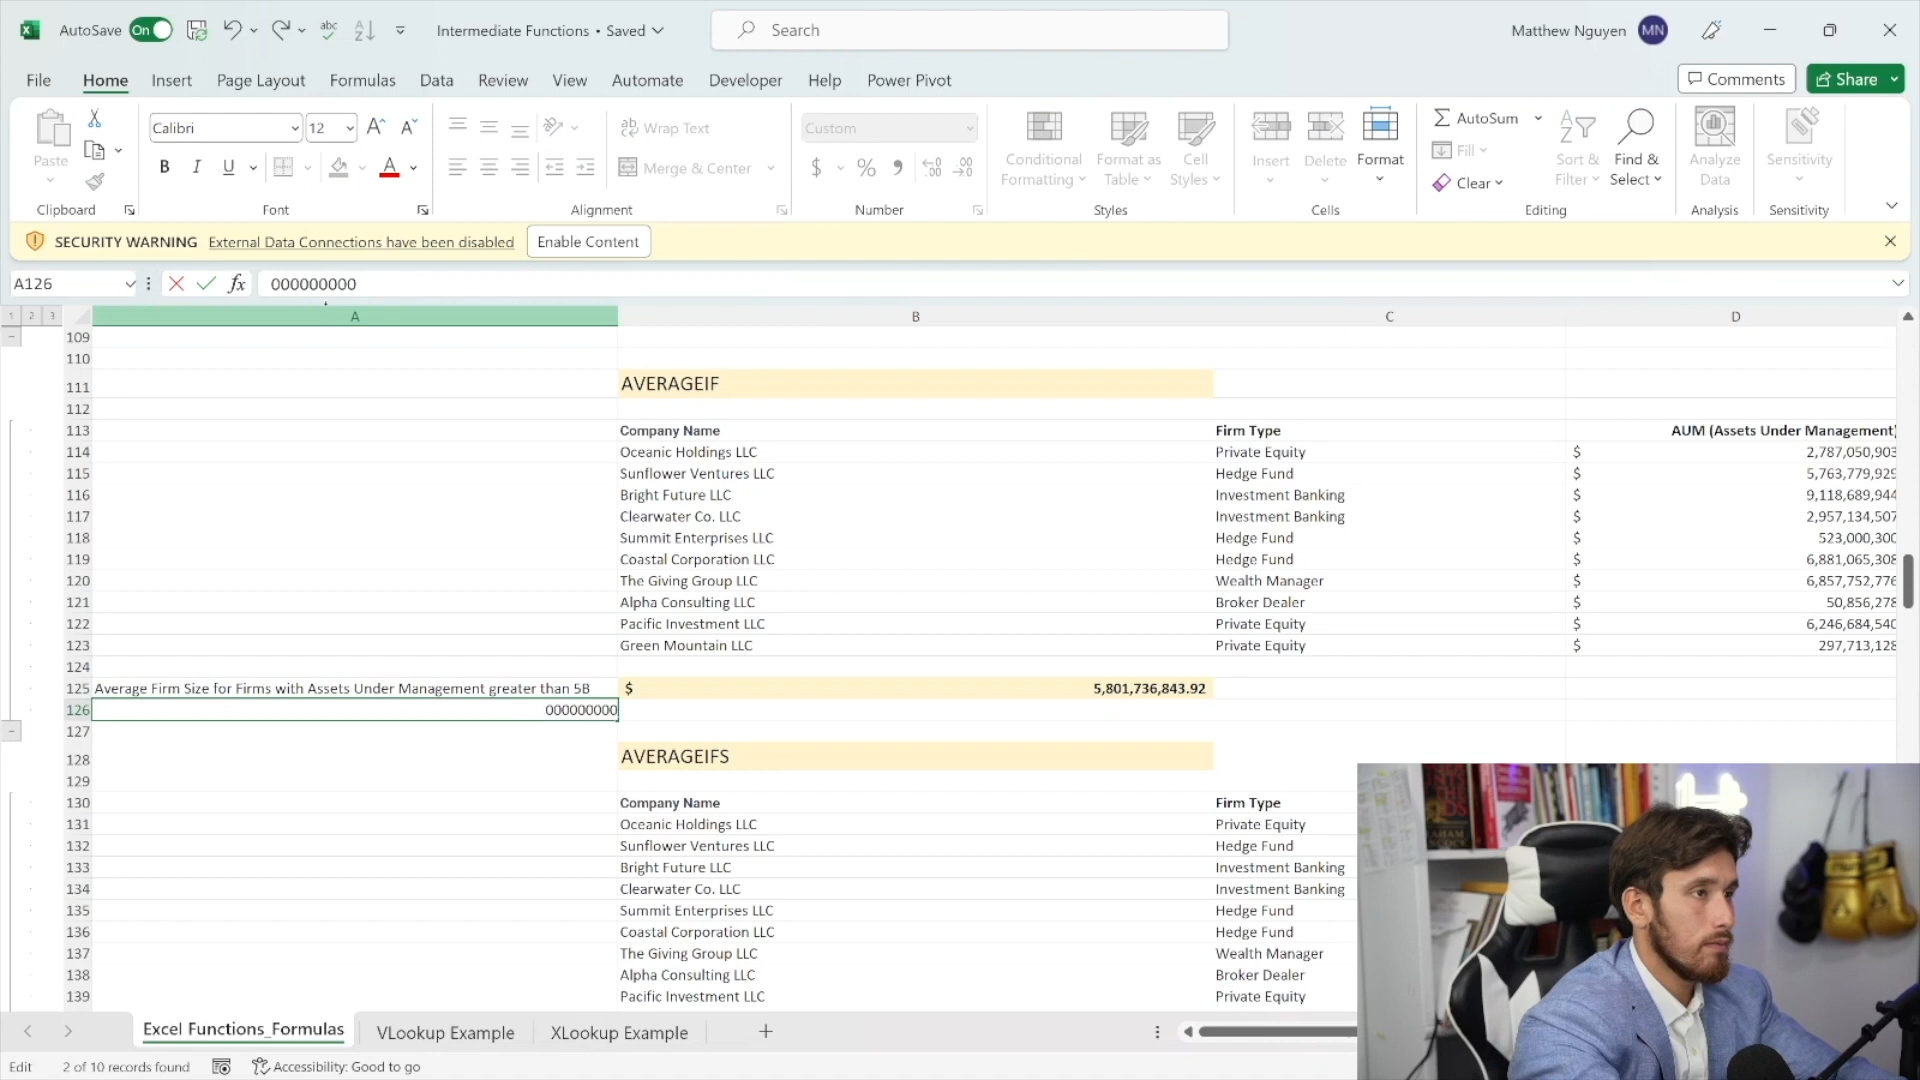 AutoSave On Intermediate Functions • Saved Search Matthew Nguyen MN
File Home Insert Page Layout Formulas Data Review View Automate Developer Help Power Pivot Comments Share
Paste Calibri 12 Wrap Text Custom Conditional Formatting Format as Table Cell Styles Insert Delete Format AutoSum Fill Clear Sort & Filter Find & Select Analyze Data Sensitivity
B I U A Merge & Center $ %
Clipboard Font Alignment Number Styles Cells Editing Analysis Sensitivity
SECURITY WARNING External Data Connections have been disabled Enable Content
A126 fx 000000000
1 2 3 A B C D
109
110
111 AVERAGEIF
112
113 Company Name Firm Type AUM (Assets Under Management)
114 Oceanic Holdings LLC Private Equity $ 2,787,050,903
115 Sunflower Ventures LLC Hedge Fund $ 5,763,779,929
116 Bright Future LLC Investment Banking $ 9,118,689,944
117 Clearwater Co. LLC Investment Banking $ 2,957,134,507
118 Summit Enterprises LLC Hedge Fund $ 523,000,300
119 Coastal Corporation LLC Hedge Fund $ 6,881,065,308
120 The Giving Group LLC Wealth Manager $ 6,857,752,776
121 Alpha Consulting LLC Broker Dealer $ 50,856,278
122 Pacific Investment LLC Private Equity $ 6,246,684,540
123 Green Mountain LLC Private Equity $ 297,713,128
124
125 Average Firm Size for Firms with Assets Under Management greater than 5B $ 5,801,736,843.92
126 000000000
127
128 AVERAGEIFS
129
130 Company Name Firm Type
131 Oceanic Holdings LLC Private Equity
132 Sunflower Ventures LLC Hedge Fund
133 Bright Future LLC Investment Banking
134 Clearwater Co. LLC Investment Banking
135 Summit Enterprises LLC Hedge Fund
136 Coastal Corporation LLC Hedge Fund
137 The Giving Group LLC Wealth Manager
138 Alpha Consulting LLC Broker Dealer
139 Pacific Investment LLC Private Equity
Excel Functions_Formulas VLookup Example XLookup Example
Edit 2 of 10 records found Accessibility: Good to go